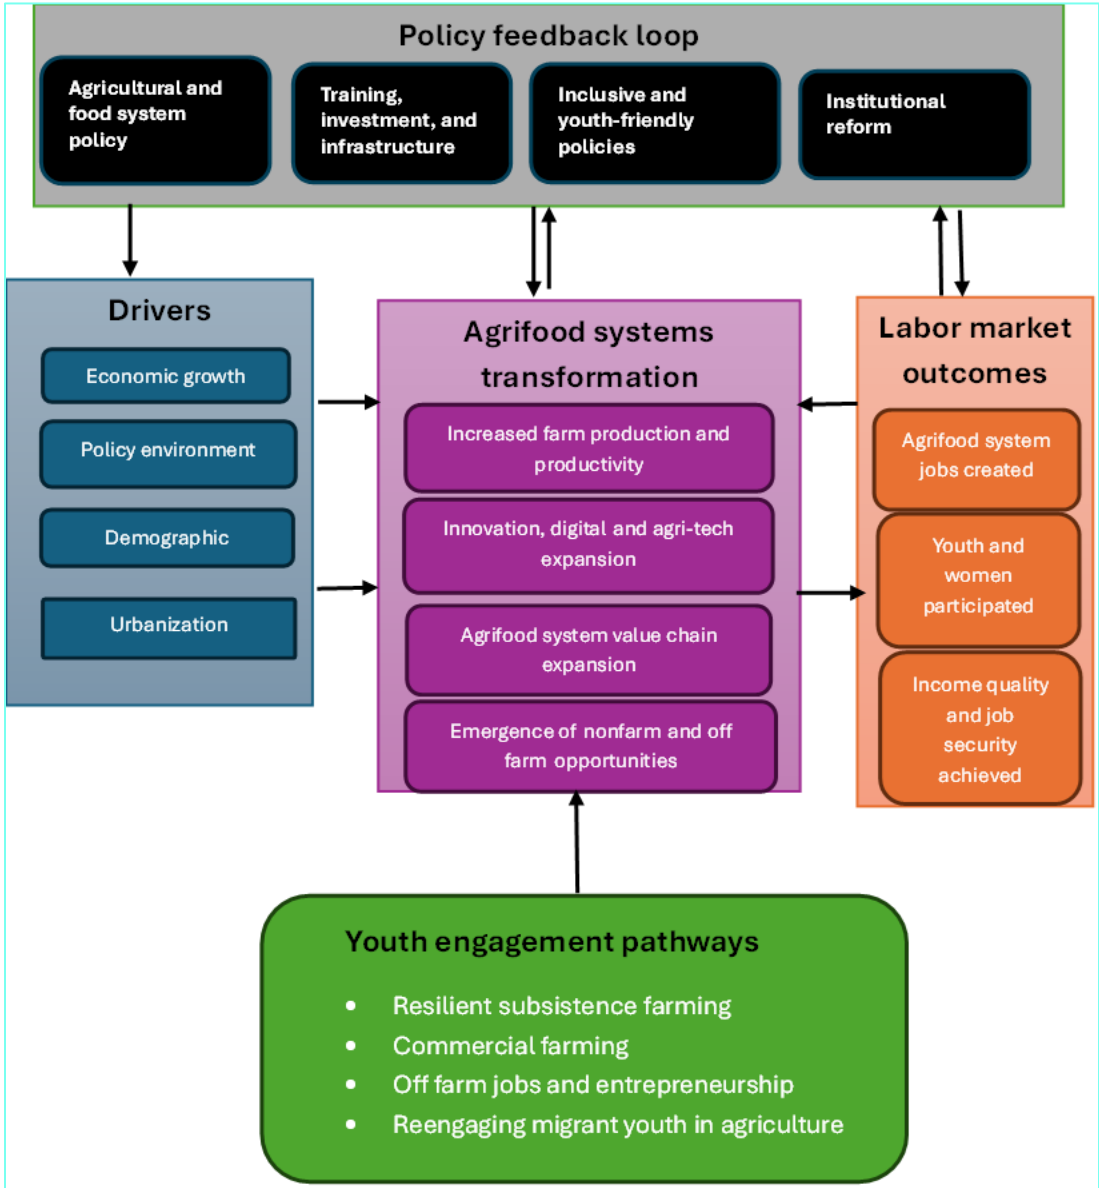 Policy feedback loop
Agricultural and
food system
policy
Training,
investment, and
infrastructure
Inclusive and
youth-friendly
policies
Institutional
reform
Drivers
Economic growth
Policy environment
Demographic
Urbanization
Agrifood systems
transformation
Increased farm production and
productivity
Innovation, digital and agri-tech
expansion
Agrifood system value chain
expansion
Emergence of nonfarm and off
farm opportunities
Labor market
outcomes
Agrifood system
jobs created
Youth and
women
participated
Income quality
and job
security
achieved
Youth engagement pathways
• Resilient subsistence farming
• Commercial farming
• Off farm jobs and entrepreneurship
• Reengaging migrant youth in agriculture